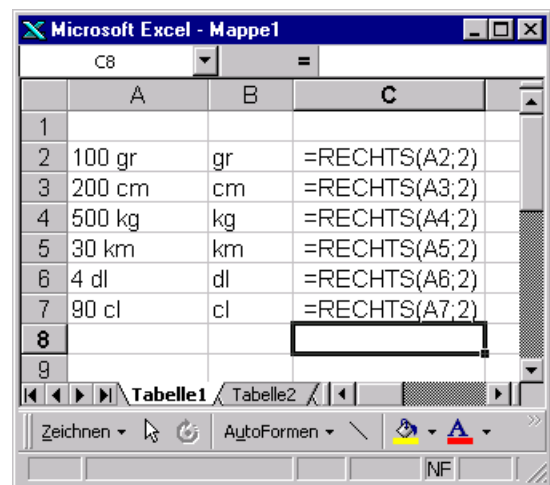 Microsoft Excel - Mappe1
C8 =
A B C
1
2 100 gr gr =RECHTS(A2;2)
3 200 cm cm =RECHTS(A3;2)
4 500 kg kg =RECHTS(A4;2)
5 30 km km =RECHTS(A5;2)
6 4 dl dl =RECHTS(A6;2)
7 90 cl cl =RECHTS(A7;2)
8
9
Tabelle1 Tabelle2
Zeichnen AutoFormen A
NF